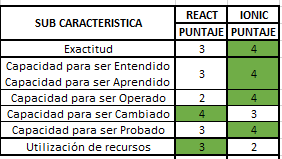 SUB CARACTERISTICA REACT IONIC
PUNTAJE PUNTAJE
Exactitud 3 4
Capacidad para ser Entendido
Capacidad para ser Aprendido 3 4
Capacidad para ser Operado 2 4
Capacidad para ser Cambiado 4 3
Capacidad para ser Probado 3 4
Utilización de recursos 3 2